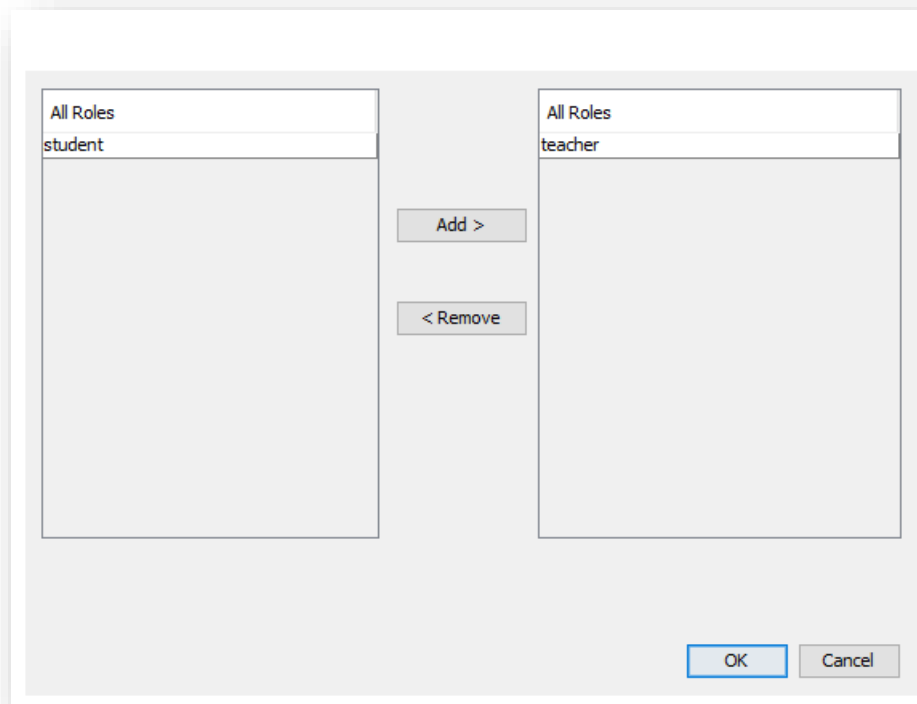 All Roles
student
Add >
< Remove
All Roles
teacher
OK
Cancel